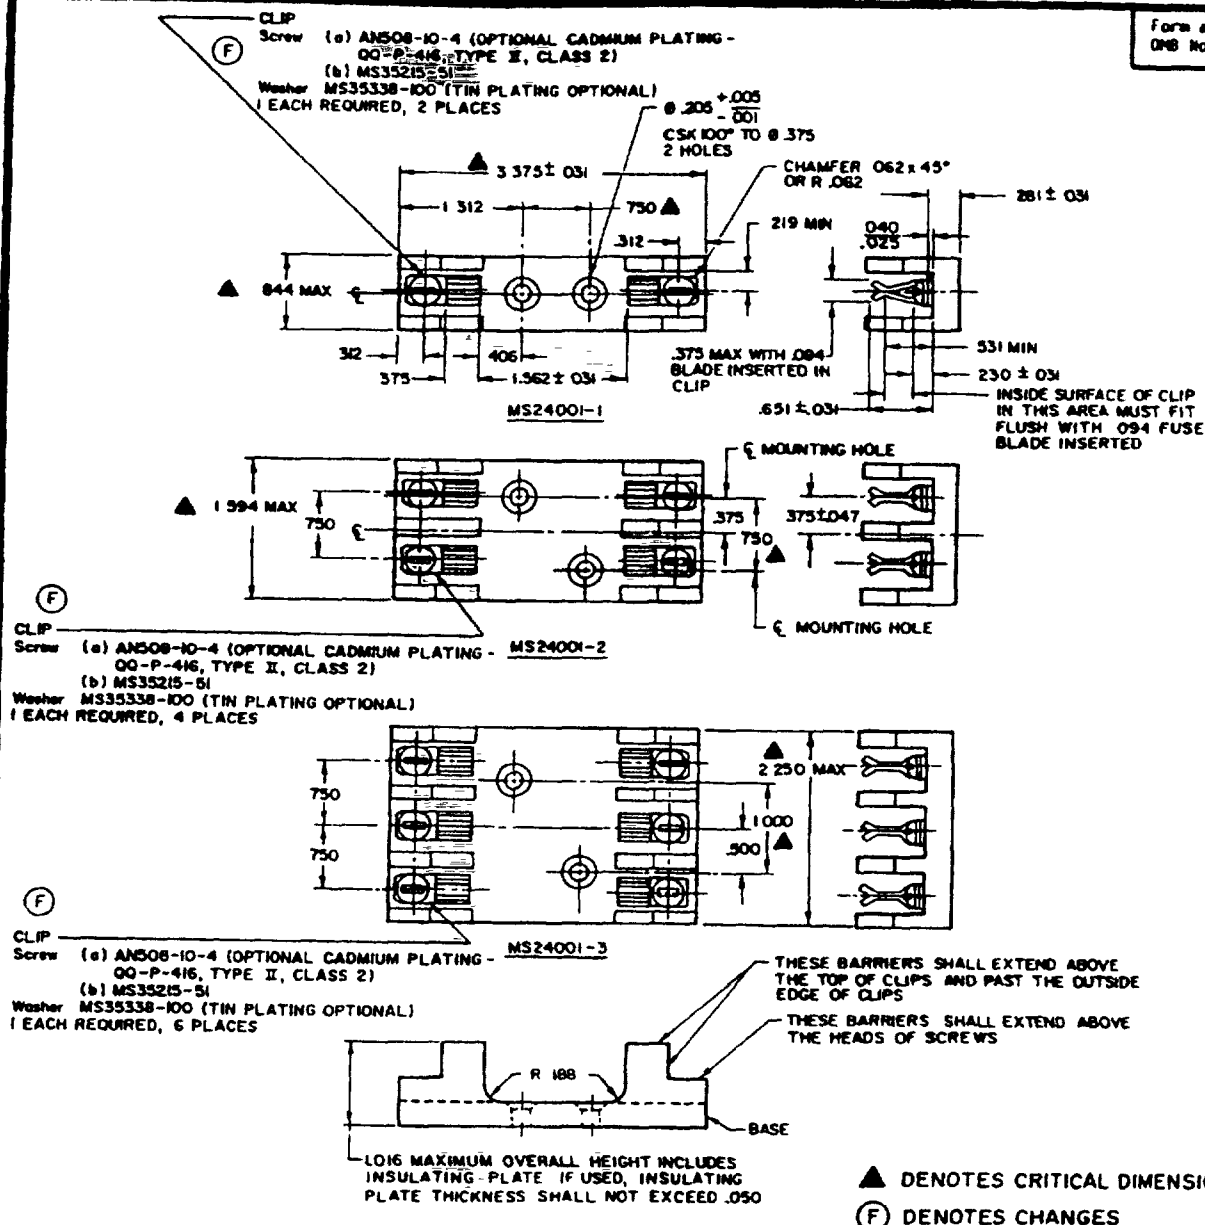 CLIP
Screw (a) AN508-10-4 (OPTIONAL CADMIUM PLATING -
QQ-P-416, TYPE II, CLASS 2)
(b) MS35215-51
Washer MS35338-100 (TIN PLATING OPTIONAL)
1 EACH REQUIRED, 2 PLACES
F
Form
OMB No
Ø .205 +.005
- .001
CSK 100° TO Ø .375
2 HOLES
CHAMFER .062 x 45°
OR R .062
3 375 ± 031
1 312
750
.312
219 MIN
040
.025
281 ± 031
844 MAX
℄
312
375
406
1.562 ± 031
.375 MAX WITH .094
BLADE INSERTED IN
CLIP
531 MIN
230 ± 031
.651 ± .031
INSIDE SURFACE OF CLIP
IN THIS AREA MUST FIT
FLUSH WITH 094 FUSE
BLADE INSERTED
MS24001-1
℄ MOUNTING HOLE
1 594 MAX
750
℄
.375
750
375±.047
℄ MOUNTING HOLE
F
CLIP
Screw (a) AN508-10-4 (OPTIONAL CADMIUM PLATING -
QQ-P-416, TYPE II, CLASS 2)
(b) MS35215-51
Washer MS35338-100 (TIN PLATING OPTIONAL)
1 EACH REQUIRED, 4 PLACES
MS24001-2
750
750
2 250 MAX
1 000
.500
F
CLIP
Screw (a) AN508-10-4 (OPTIONAL CADMIUM PLATING -
QQ-P-416, TYPE II, CLASS 2)
(b) MS35215-51
Washer MS35338-100 (TIN PLATING OPTIONAL)
1 EACH REQUIRED, 6 PLACES
MS24001-3
THESE BARRIERS SHALL EXTEND ABOVE
THE TOP OF CLIPS AND PAST THE OUTSIDE
EDGE OF CLIPS
THESE BARRIERS SHALL EXTEND ABOVE
THE HEADS OF SCREWS
R 188
BASE
1.016 MAXIMUM OVERALL HEIGHT INCLUDES
INSULATING PLATE IF USED, INSULATING
PLATE THICKNESS SHALL NOT EXCEED .050
▲ DENOTES CRITICAL DIMENSI
F DENOTES CHANGES